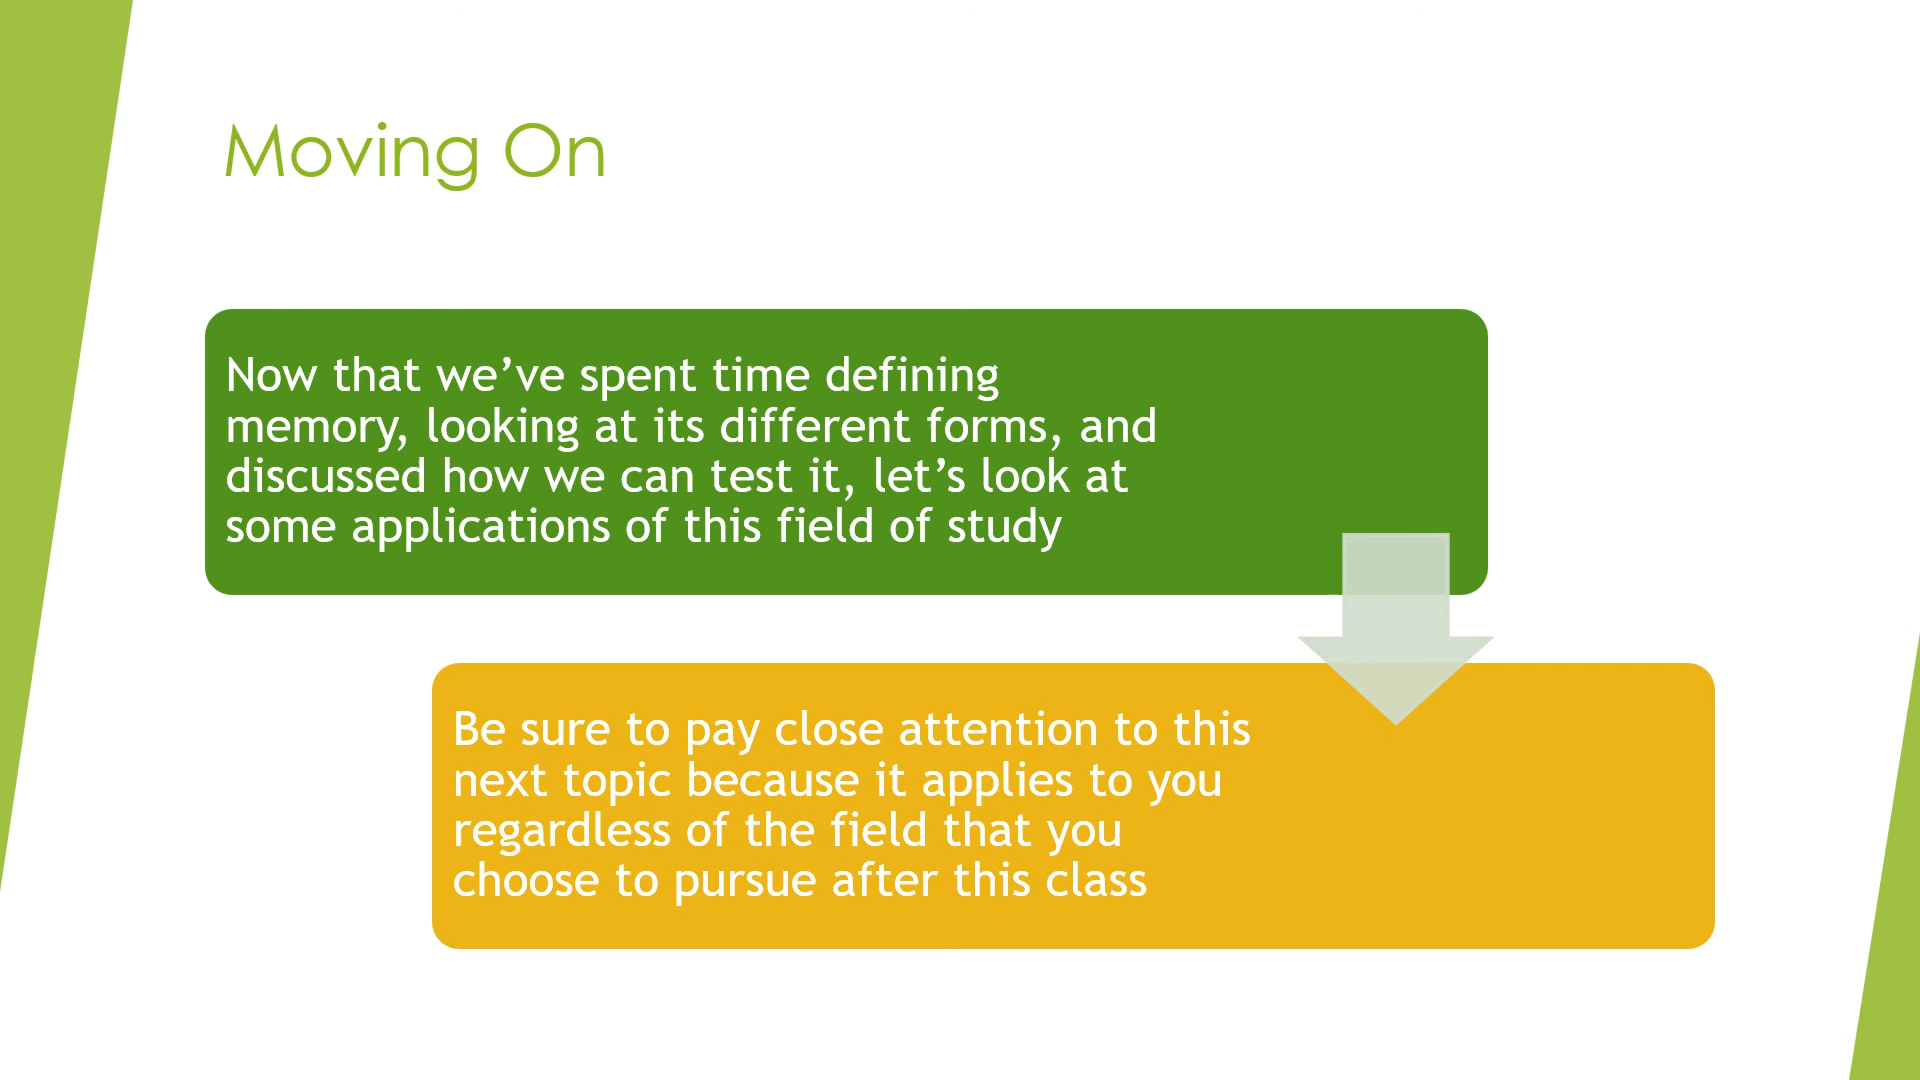 Moving On
Now that we’ve spent time defining
memory, looking at its different forms, and
discussed how we can test it, let’s look at
some applications of this field of study
Be sure to pay close attention to this
next topic because it applies to you
regardless of the field that you
choose to pursue after this class